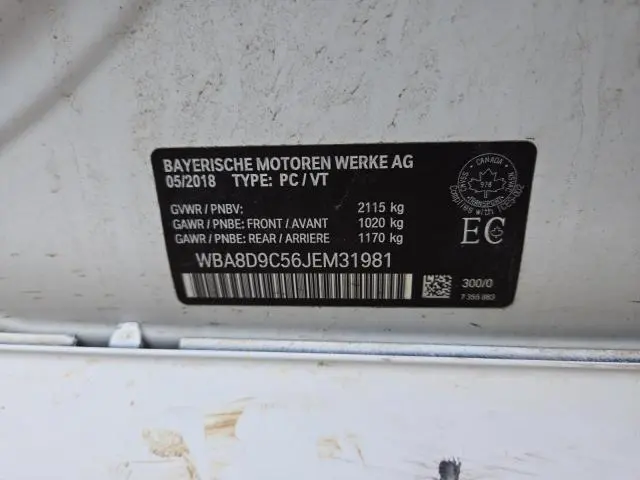 BAYERISCHE MOTOREN WERKE AG
05/2018 TYPE: PC / VT
GVWR / PNBV: 2115 kg
GAWR / PNBE: FRONT / AVANT 1020 kg
GAWR / PNBE: REAR / ARRIERE 1170 kg
WBA8D9C56JEM31981
CANADA
EC
300/0
7 355 983